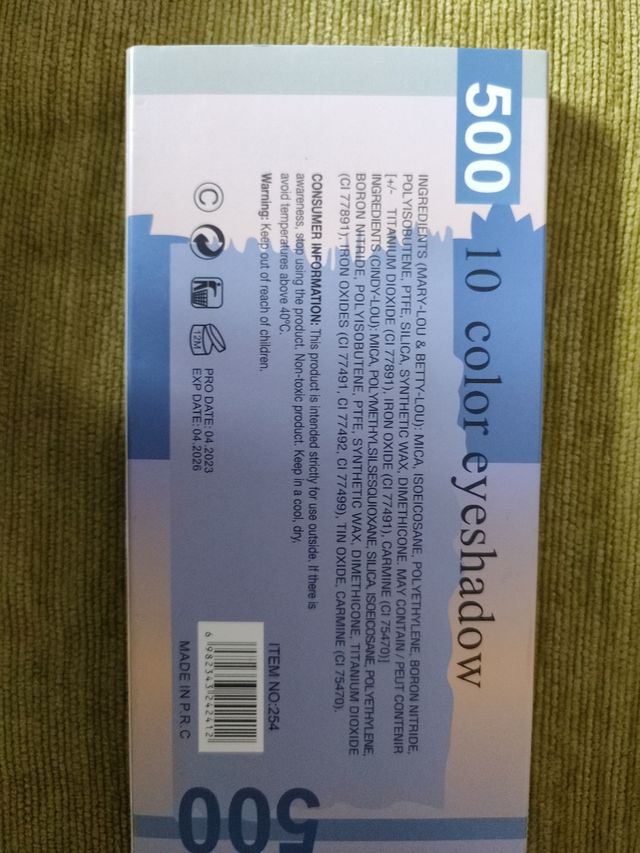 500
10 color eyeshadow
INGREDIENTS (MARY-LOU & BETTY-LOU): MICA, ISOEICOSANE, POLYETHYLENE, BORON NITRIDE,
POLYISOBUTENE, PTFE, SILICA, SYNTHETIC WAX, DIMETHICONE. MAY CONTAIN / PEUT CONTENIR
[+/- TITANIUM DIOXIDE (CI 77891), IRON OXIDE (CI 77491), CARMINE (CI 75470)]
INGREDIENTS (CINDY-LOU): MICA, POLYMETHYLSILSESQUIOXANE, SILICA, ISOEICOSANE, POLYETHYLENE,
BORON NITRIDE, POLYISOBUTENE, PTFE, SYNTHETIC WAX, DIMETHICONE, TITANIUM DIOXIDE
(CI 77891), IRON OXIDES (CI 77491, CI 77492, CI 77499), TIN OXIDE, CARMINE (CI 75470).
CONSUMER INFORMATION: This product is intended strictly for use outside. If there is
awareness, stop using the product. Non-toxic product. Keep in a cool, dry.
avoid temperatures above 40ºC.
Warning: Keep out of reach of children.
C
12M
PRO DATE: 04.2023
EXP DATE: 04.2026
ITEM NO:254
6 982343 242412
MADE IN P.R.C
500